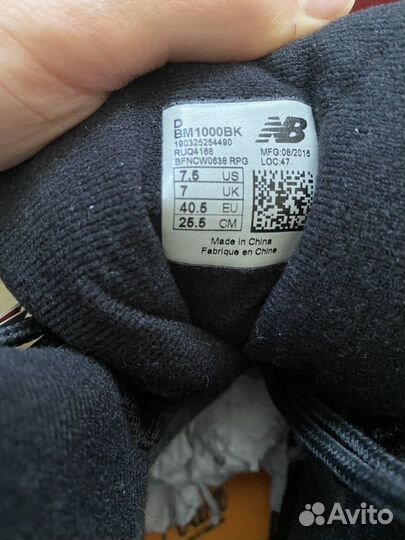 D
BM1000BK
190325254490
RUQ4168
BFNCW0638 RPG
NB
MFG:08/2018
LOC:47
7.5 US
7 UK
40.5 EU
25.5 CM
Made in China
Fabrique en Chine
Avito